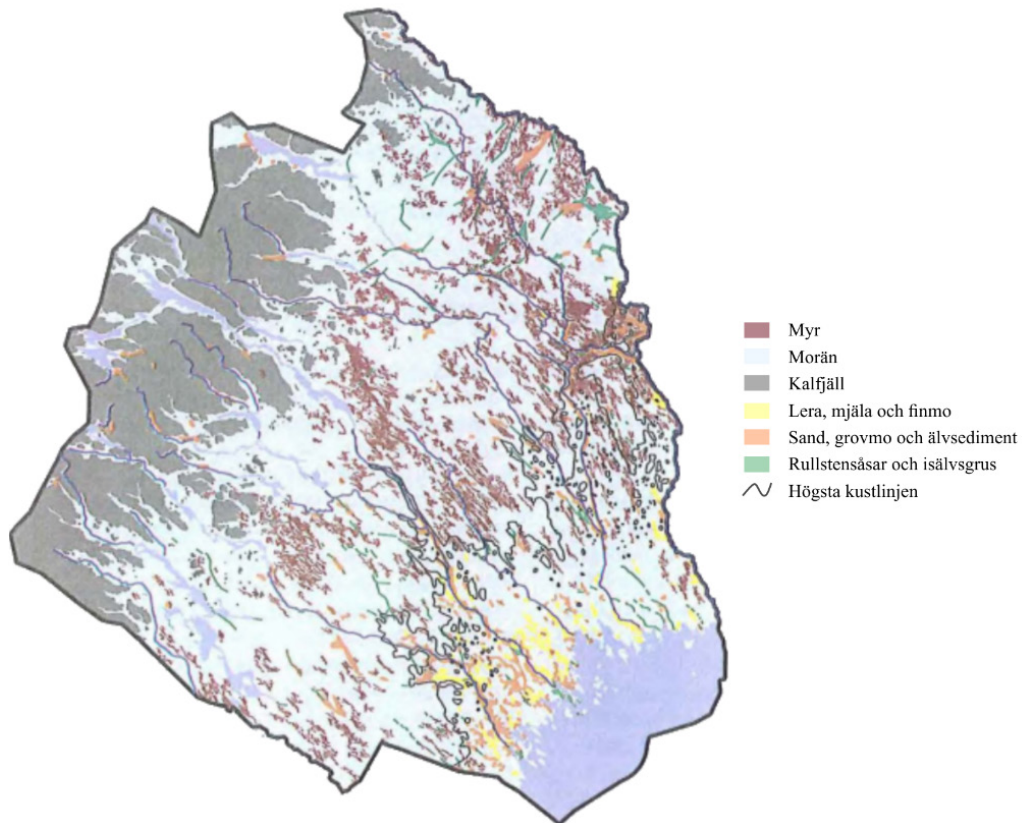 Myr
Morän
Kalfjäll
Lera, mjäla och finmo
Sand, grovmo och älvsediment
Rullstensåsar och isälvsgrus
Högsta kustlinjen